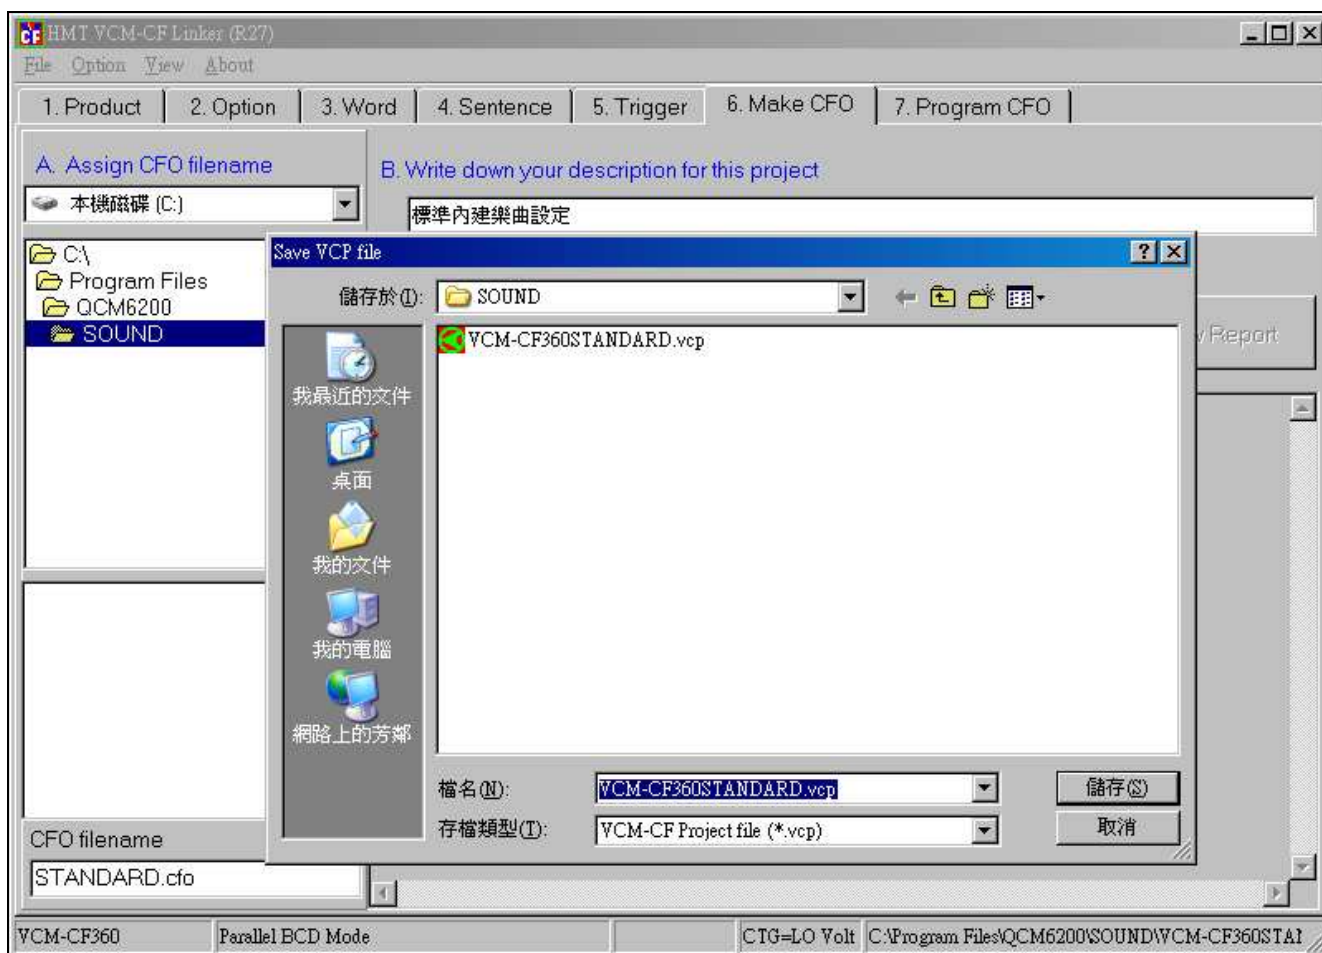 HMT VCM-CF Linker (R27)
File Option View About
1. Product 2. Option 3. Word 4. Sentence 5. Trigger 6. Make CFO 7. Program CFO
A. Assign CFO filename
B. Write down your description for this project
本機磁碟 (C:)
標準內建樂曲設定
C:\
Program Files
QCM6200
SOUND
Save VCP file
儲存於(I):
SOUND
VCM-CF360STANDARD.vcp
Report
我最近的文件
桌面
我的文件
我的電腦
網路上的芳鄰
檔名(N):
VCM-CF360STANDARD.vcp
儲存(S)
存檔類型(T):
VCM-CF Project file (*.vcp)
取消
CFO filename
STANDARD.cfo
VCM-CF360
Parallel BCD Mode
CTG=LO Volt
C:\Program Files\QCM6200\SOUND\VCM-CF360STA